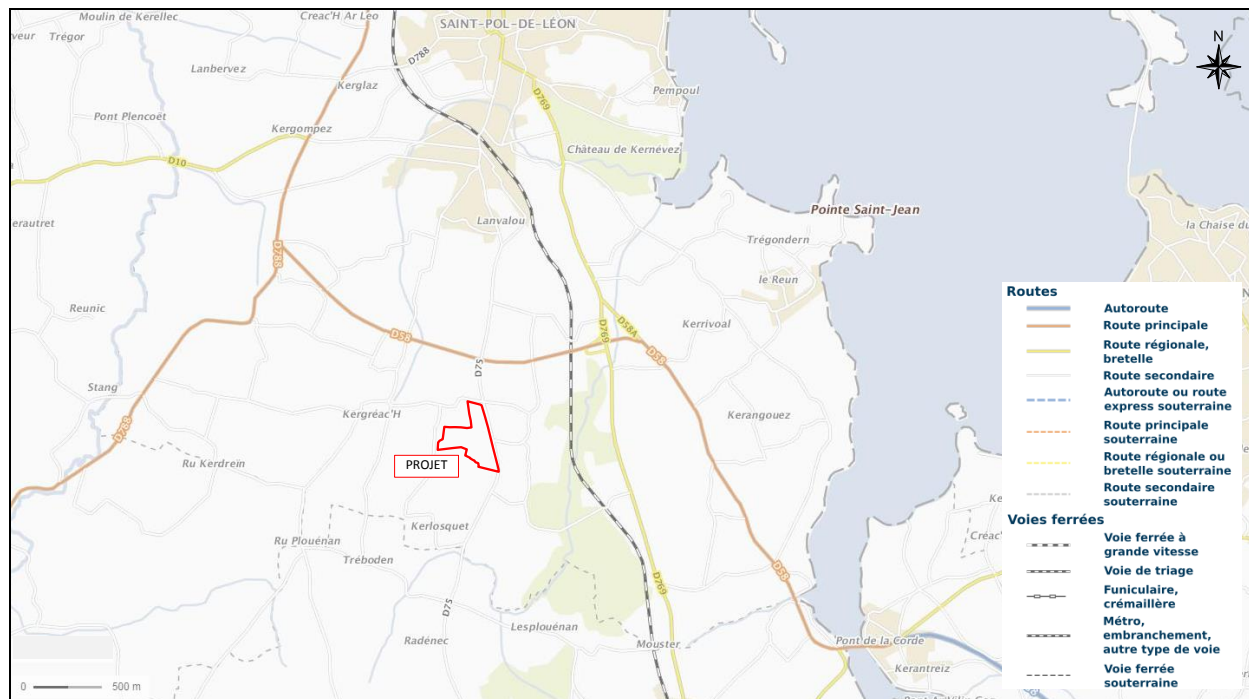 Moulin de Kerellec
Creac'H Ar Leo
SAINT-POL-DE-LÉON
N
Trégor
D788
Lanbervez
Kerglaz
Pempoul
D769
Pont Plencoët
Kergompez
Château de Kernévez
D10
Pointe Saint-Jean
Lanvalou
la Chaise du
Trégondern
D788
le Reun
Reunic
Routes
Autoroute
Route principale
Route régionale,
bretelle
Route secondaire
Autoroute ou route
express souterraine
Route principale
souterraine
Route régionale ou
bretelle souterraine
Route secondaire
souterraine
Voies ferrées
Voie ferrée à
grande vitesse
Voie de triage
Funiculaire,
crémaillère
Métro,
embranchement,
autre type de voie
Voie ferrée
souterraine
D58
D58A
D769
Kerrivoal
D58
D75
Stang
Kergréac'H
Kerangouez
D788
Ru Kerdreïn
PROJET
Kerlosquet
Ru Plouénan
Tréboden
D58
D769
D75
Lesplouénan
Radénec
Mouster
Pont de la Corde
Kerantreiz
0
500 m